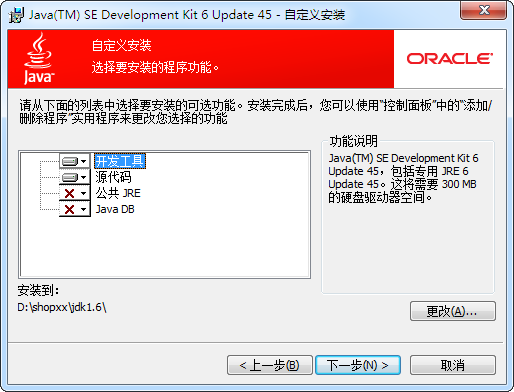 Java(TM) SE Development Kit 6 Update 45 - 自定义安装
Java™
自定义安装
选择要安装的程序功能。
ORACLE®
请从下面的列表中选择要安装的可选功能。安装完成后，您可以使用"控制面板"中的"添加/
删除程序"实用程序来更改您选择的功能
开发工具
源代码
公共 JRE
Java DB
功能说明
Java(TM) SE Development Kit 6
Update 45，包括专用 JRE 6
Update 45。这将需要 300 MB
的硬盘驱动器空间。
安装到：
D:\shopxx\jdk1.6\
更改(A)...
< 上一步(B)
下一步(N) >
取消